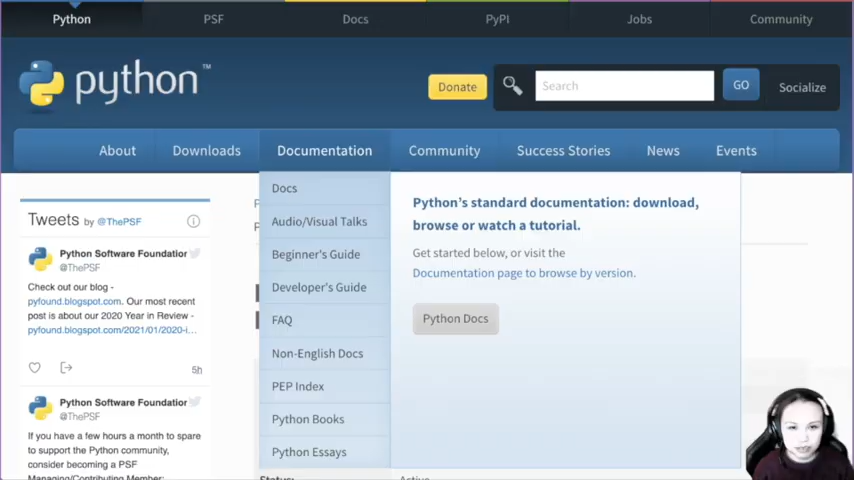 Python
PSF
Docs
PyPI
Jobs
Community
python™
Donate
Search
GO
Socialize
About
Downloads
Documentation
Community
Success Stories
News
Events
Docs
Audio/Visual Talks
Beginner's Guide
Developer's Guide
FAQ
Non-English Docs
PEP Index
Python Books
Python Essays
Python's standard documentation: download,
browse or watch a tutorial.
Get started below, or visit the
Documentation page to browse by version.
Python Docs
Tweets by @ThePSF
Python Software Foundation
@ThePSF
Check out our blog -
pyfound.blogspot.com. Our most recent
post is about our 2020 Year in Review -
pyfound.blogspot.com/2021/01/2020-i...
5h
Python Software Foundation
@ThePSF
If you have a few hours a month to spare
to support the Python community,
consider becoming a PSF
Managing/Contributing Member:
Status:
Active